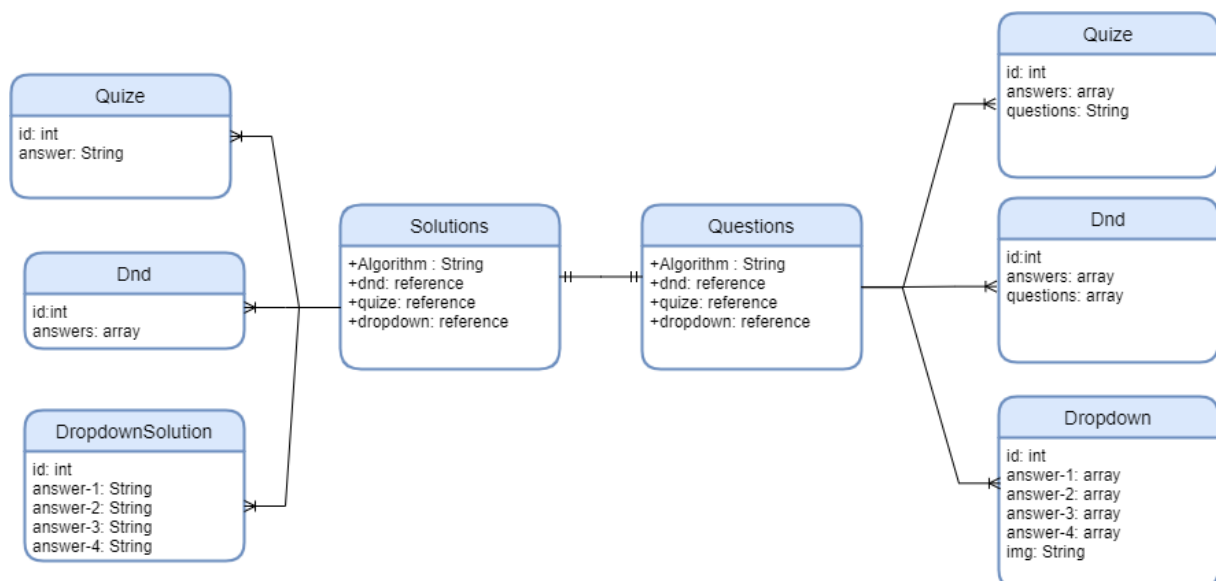 Quize
id: int
answer: String
Dnd
id:int
answers: array
DropdownSolution
id: int
answer-1: String
answer-2: String
answer-3: String
answer-4: String
Solutions
+Algorithm : String
+dnd: reference
+quize: reference
+dropdown: reference
Questions
+Algorithm : String
+dnd: reference
+quize: reference
+dropdown: reference
Quize
id: int
answers: array
questions: String
Dnd
id:int
answers: array
questions: array
Dropdown
id: int
answer-1: array
answer-2: array
answer-3: array
answer-4: array
img: String